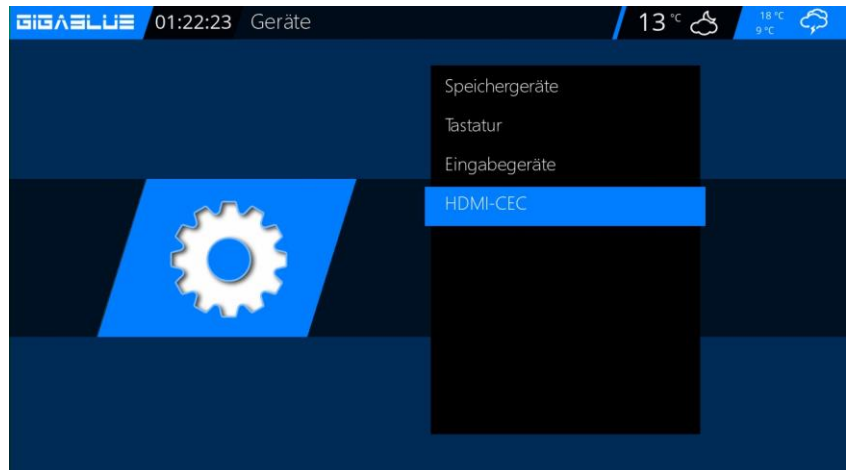 GIGABLUE 01:22:23 Geräte 13 °C 18 °C
9 °C
Speichergeräte
Tastatur
Eingabegeräte
HDMI-CEC